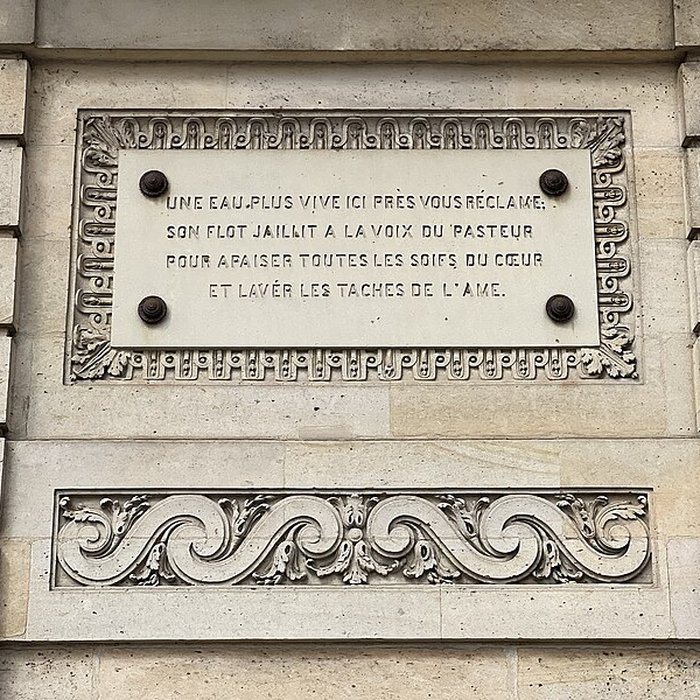 UNE EAU PLUS VIVE ICI PRÈS VOUS RÉCLAME;
SON FLOT JAILLIT A LA VOIX DU PASTEUR
POUR APAISER TOUTES LES SOIFS DU CŒUR
ET LAVÉR LES TACHES DE L'AME.